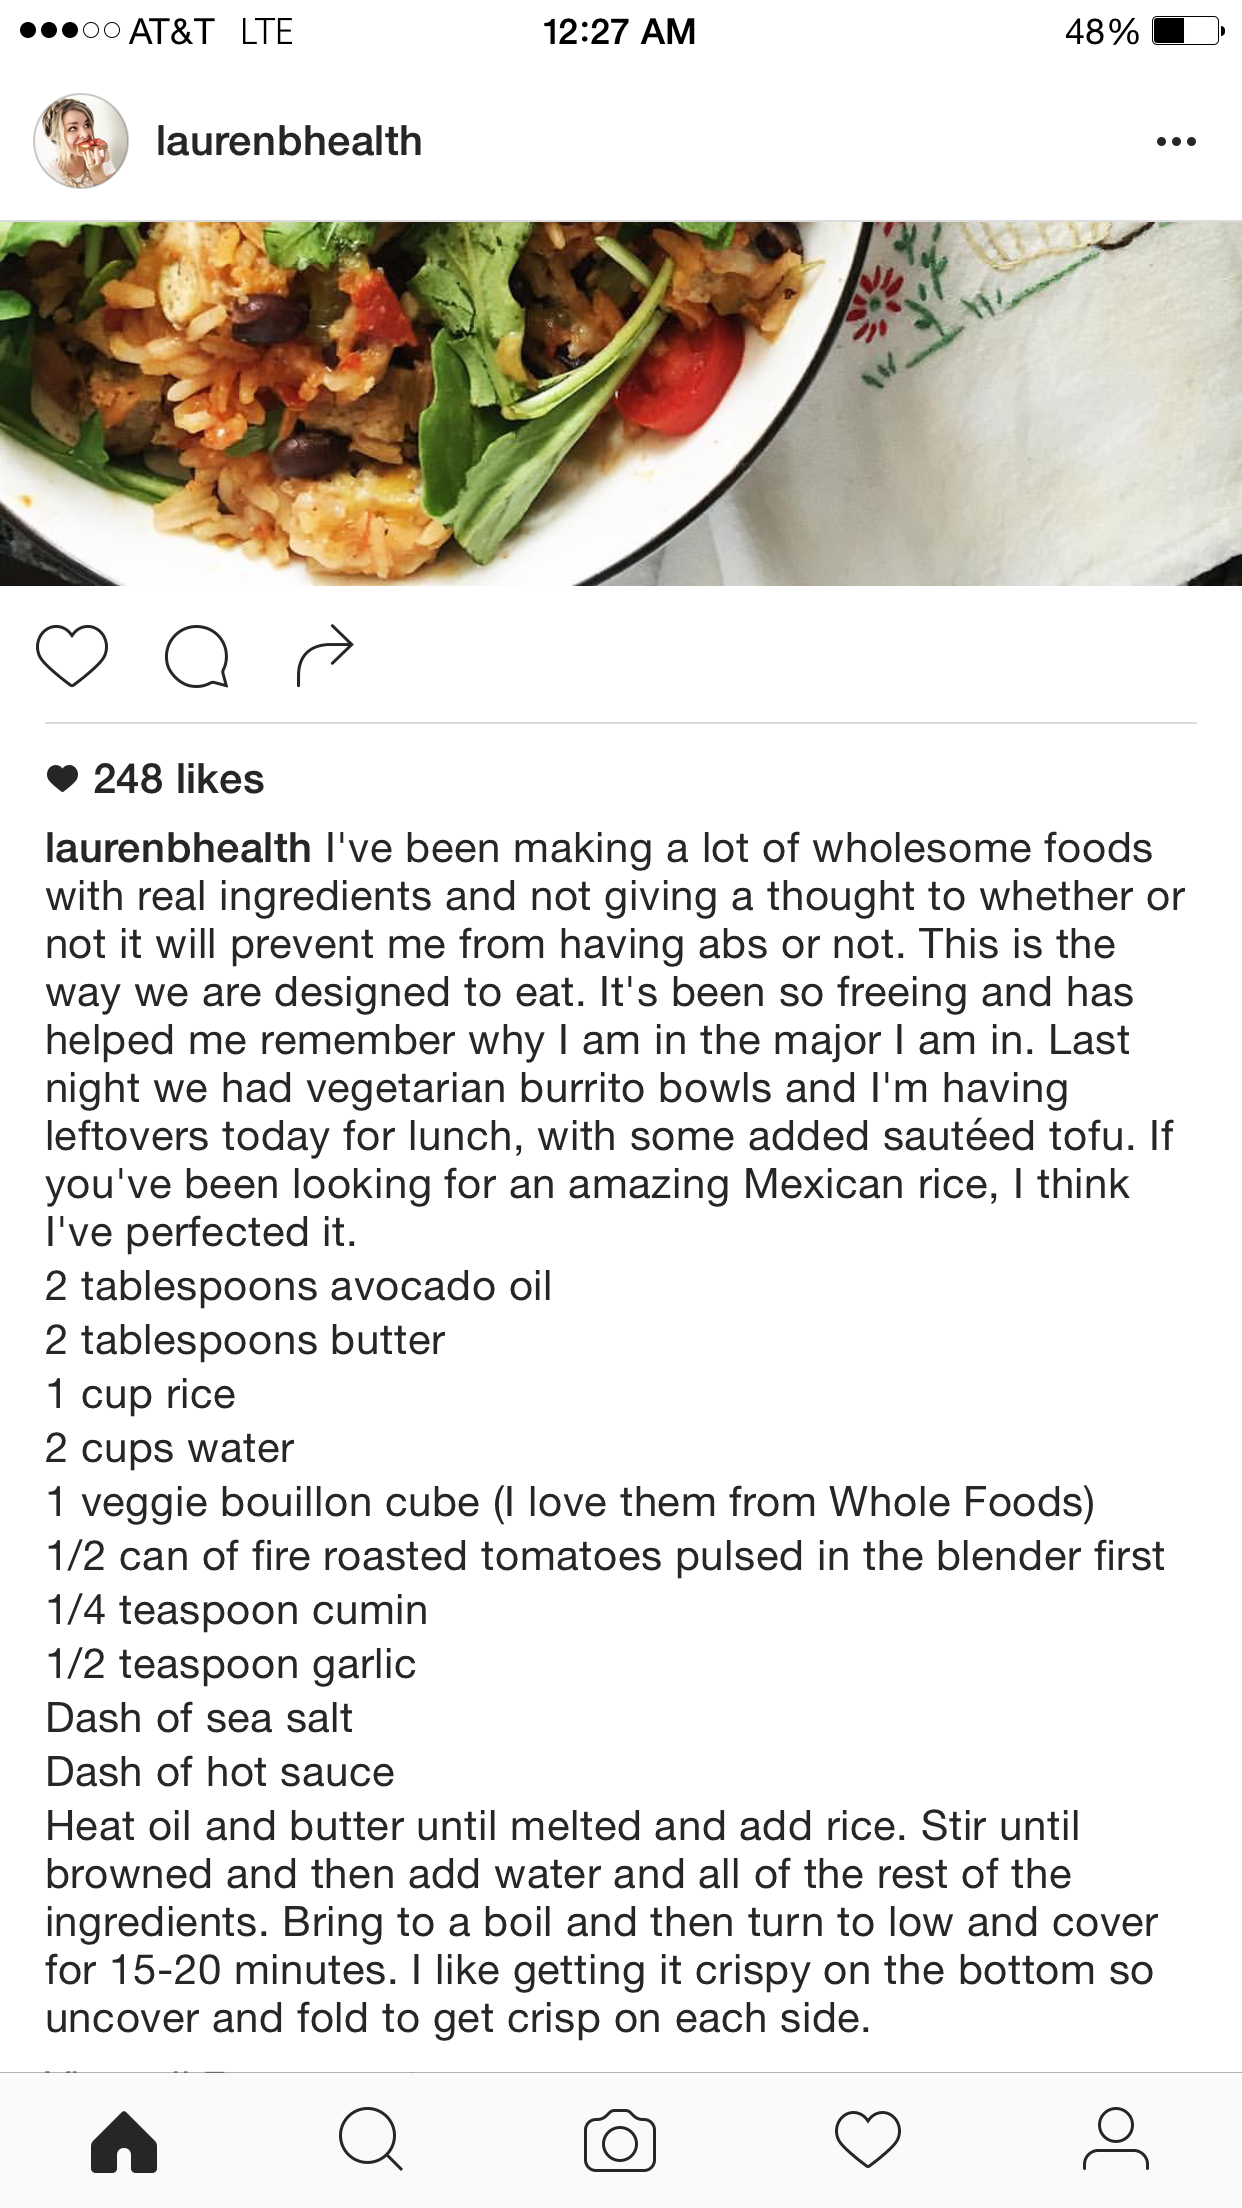 AT&T LTE 12:27 AM 48%
laurenbhealth
248 likes
laurenbhealth I've been making a lot of wholesome foods
with real ingredients and not giving a thought to whether or
not it will prevent me from having abs or not. This is the
way we are designed to eat. It's been so freeing and has
helped me remember why I am in the major I am in. Last
night we had vegetarian burrito bowls and I'm having
leftovers today for lunch, with some added sautéed tofu. If
you've been looking for an amazing Mexican rice, I think
I've perfected it.
2 tablespoons avocado oil
2 tablespoons butter
1 cup rice
2 cups water
1 veggie bouillon cube (I love them from Whole Foods)
1/2 can of fire roasted tomatoes pulsed in the blender first
1/4 teaspoon cumin
1/2 teaspoon garlic
Dash of sea salt
Dash of hot sauce
Heat oil and butter until melted and add rice. Stir until
browned and then add water and all of the rest of the
ingredients. Bring to a boil and then turn to low and cover
for 15-20 minutes. I like getting it crispy on the bottom so
uncover and fold to get crisp on each side.